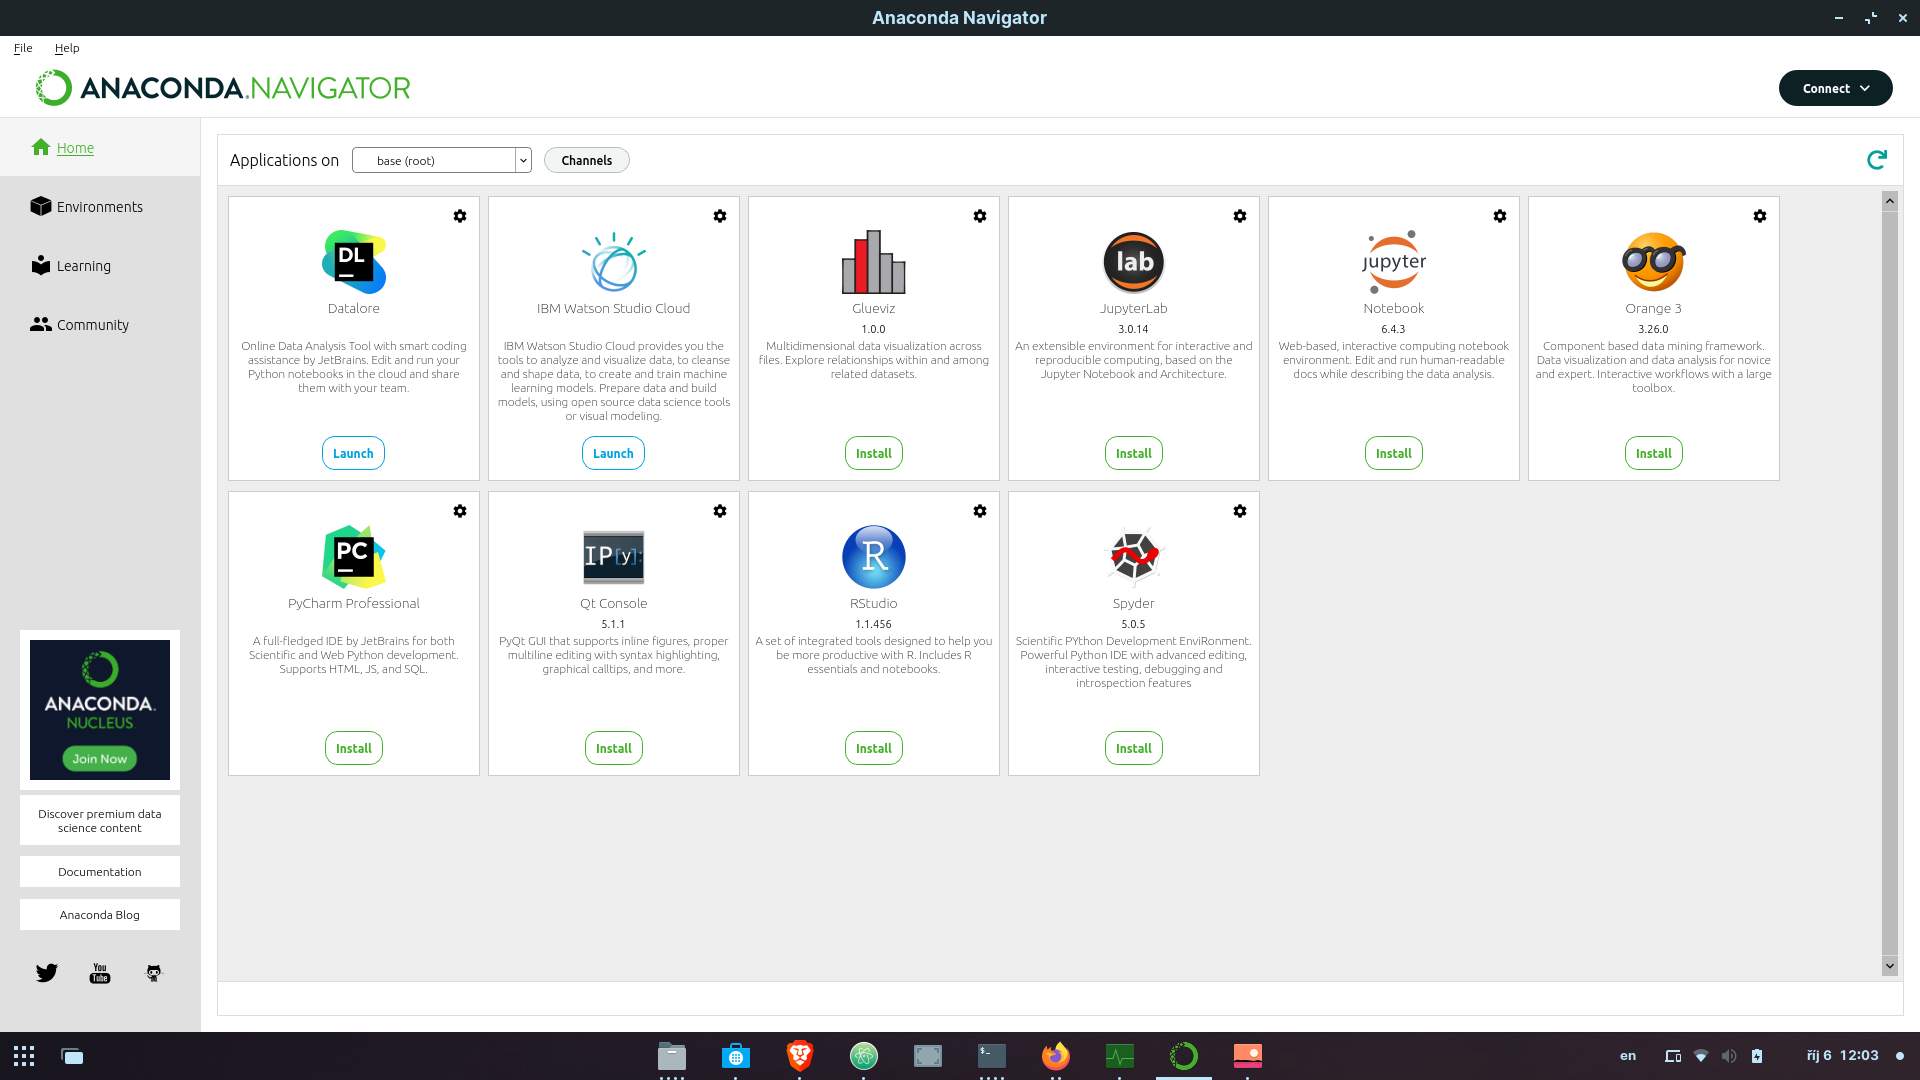 Anaconda Navigator
File Help
ANACONDA.NAVIGATOR
Connect
Home
Environments
Learning
Community
Applications on base (root) Channels
DL
Datalore
Online Data Analysis Tool with smart coding
assistance by JetBrains. Edit and run your
Python notebooks in the cloud and share
them with your team.
Launch
IBM Watson Studio Cloud
IBM Watson Studio Cloud provides you the
tools to analyze and visualize data, to cleanse
and shape data, to create and train machine
learning models. Prepare data and build
models, using open source data science tools
or visual modeling.
Launch
Glueviz
1.0.0
Multidimensional data visualization across
files. Explore relationships within and among
related datasets.
Install
lab
JupyterLab
3.0.14
An extensible environment for interactive and
reproducible computing, based on the
Jupyter Notebook and Architecture.
Install
jupyter
Notebook
6.4.3
Web-based, interactive computing notebook
environment. Edit and run human-readable
docs while describing the data analysis.
Install
Orange 3
3.26.0
Component based data mining framework.
Data visualization and data analysis for novice
and expert. Interactive workflows with a large
toolbox.
Install
PC
PyCharm Professional
A full-fledged IDE by JetBrains for both
Scientific and Web Python development.
Supports HTML, JS, and SQL.
Install
IP[y]:
Qt Console
5.1.1
PyQt GUI that supports inline figures, proper
multiline editing with syntax highlighting,
graphical calltips, and more.
Install
R
RStudio
1.1.456
A set of integrated tools designed to help you
be more productive with R. Includes R
essentials and notebooks.
Install
Spyder
5.0.5
Scientific PYthon Development EnviRonment.
Powerful Python IDE with advanced editing,
interactive testing, debugging and
introspection features
Install
ANACONDA.
NUCLEUS
Join Now
Discover premium data
science content
Documentation
Anaconda Blog
You
Tube
$-
en říj 6 12:03